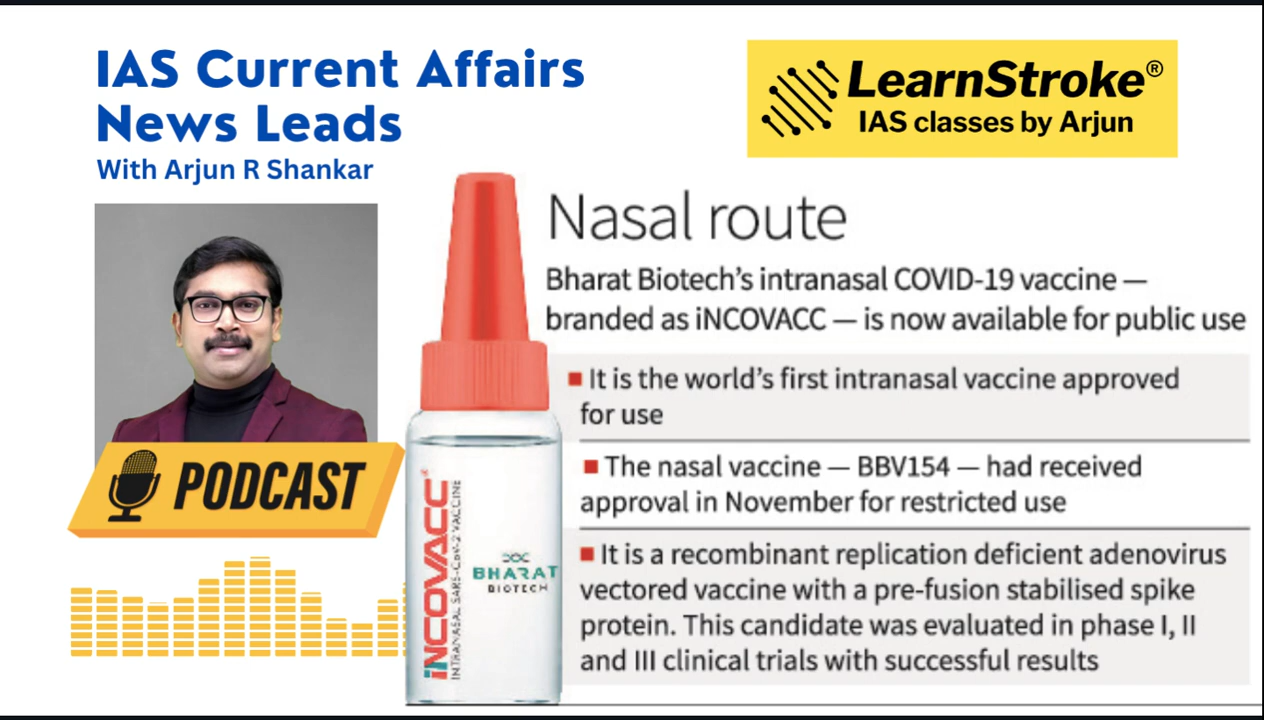 IAS Current Affairs
News Leads
With Arjun R Shankar
LearnStroke®
IAS classes by Arjun
PODCAST
Nasal route
Bharat Biotech's intranasal COVID-19 vaccine —
branded as iNCOVACC — is now available for public use
It is the world's first intranasal vaccine approved
for use
The nasal vaccine — BBV154 — had received
approval in November for restricted use
It is a recombinant replication deficient adenovirus
vectored vaccine with a pre-fusion stabilised spike
protein. This candidate was evaluated in phase I, II
and III clinical trials with successful results
iNCOVACC®
INTRANASAL SARS-CoV-2 VACCINE
BHARAT
BIOTECH